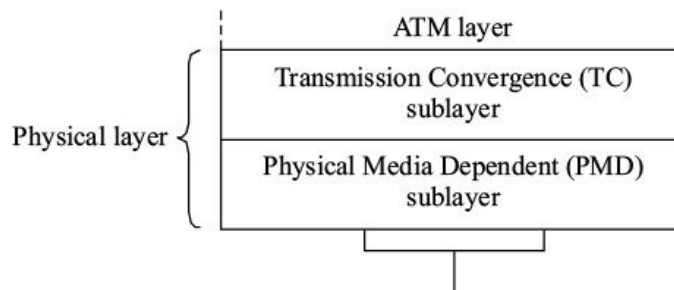 ATM layer
Transmission Convergence (TC)
sublayer
Physical layer
Physical Media Dependent (PMD)
sublayer